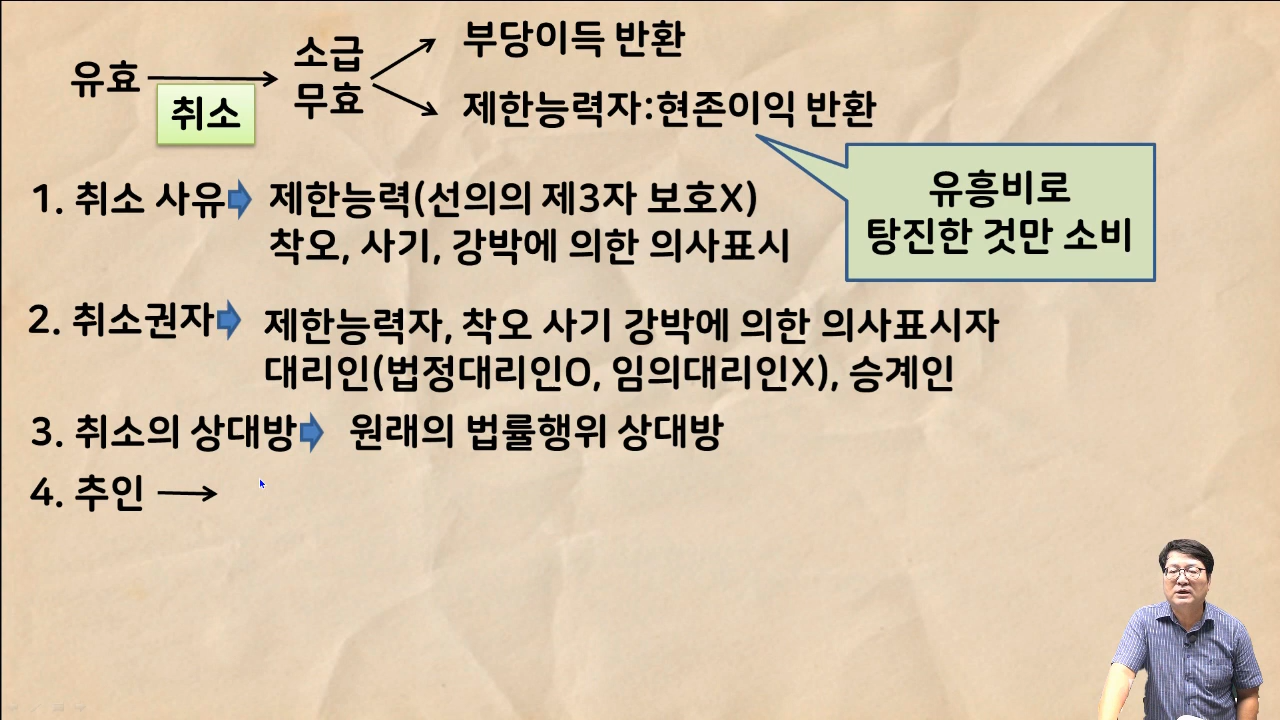 유효
취소
소급
무효
부당이득 반환
제한능력자:현존이익 반환
유흥비로
탕진한 것만 소비
1. 취소 사유
제한능력(선의의 제3자 보호X)
착오, 사기, 강박에 의한 의사표시
2. 취소권자
제한능력자, 착오 사기 강박에 의한 의사표시자
대리인(법정대리인O, 임의대리인X), 승계인
3. 취소의 상대방
원래의 법률행위 상대방
4. 추인